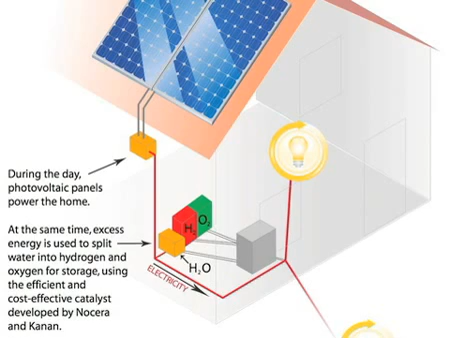 During the day,
photovoltaic panels
power the home.
At the same time, excess
energy is used to split
water into hydrogen and
oxygen for storage, using
the efficient and
cost-effective catalyst
developed by Nocera
and Kanan.
H₂
O₂
H₂O
ELECTRICITY